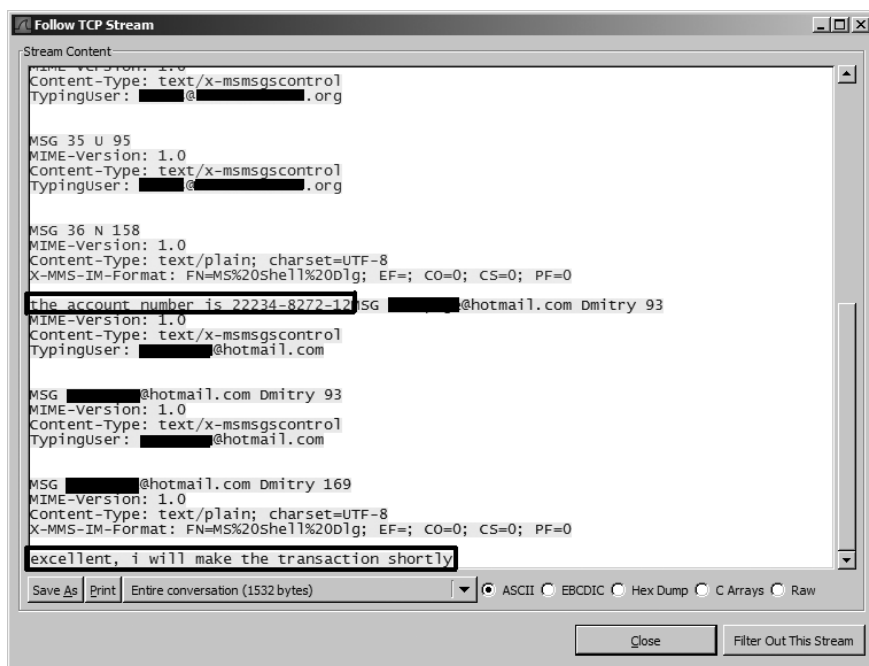 Follow TCP Stream
Stream Content
MIME-Version: 1.0
Content-Type: text/x-msmsgscontrol
TypingUser: @ .org
MSG 35 U 95
MIME-Version: 1.0
Content-Type: text/x-msmsgscontrol
TypingUser: @ .org
MSG 36 N 158
MIME-Version: 1.0
Content-Type: text/plain; charset=UTF-8
X-MMS-IM-Format: FN=MS%20Shell%20Dlg; EF=; CO=0; CS=0; PF=0
the account number is 22234-8272-12MSG @hotmail.com Dmitry 93
MIME-Version: 1.0
Content-Type: text/x-msmsgscontrol
TypingUser: @hotmail.com
MSG @hotmail.com Dmitry 93
MIME-Version: 1.0
Content-Type: text/x-msmsgscontrol
TypingUser: @hotmail.com
MSG @hotmail.com Dmitry 169
MIME-Version: 1.0
Content-Type: text/plain; charset=UTF-8
X-MMS-IM-Format: FN=MS%20Shell%20Dlg; EF=; CO=0; CS=0; PF=0
excellent, i will make the transaction shortly
Save As Print Entire conversation (1532 bytes) ASCII EBCDIC Hex Dump C Arrays Raw
Close Filter Out This Stream